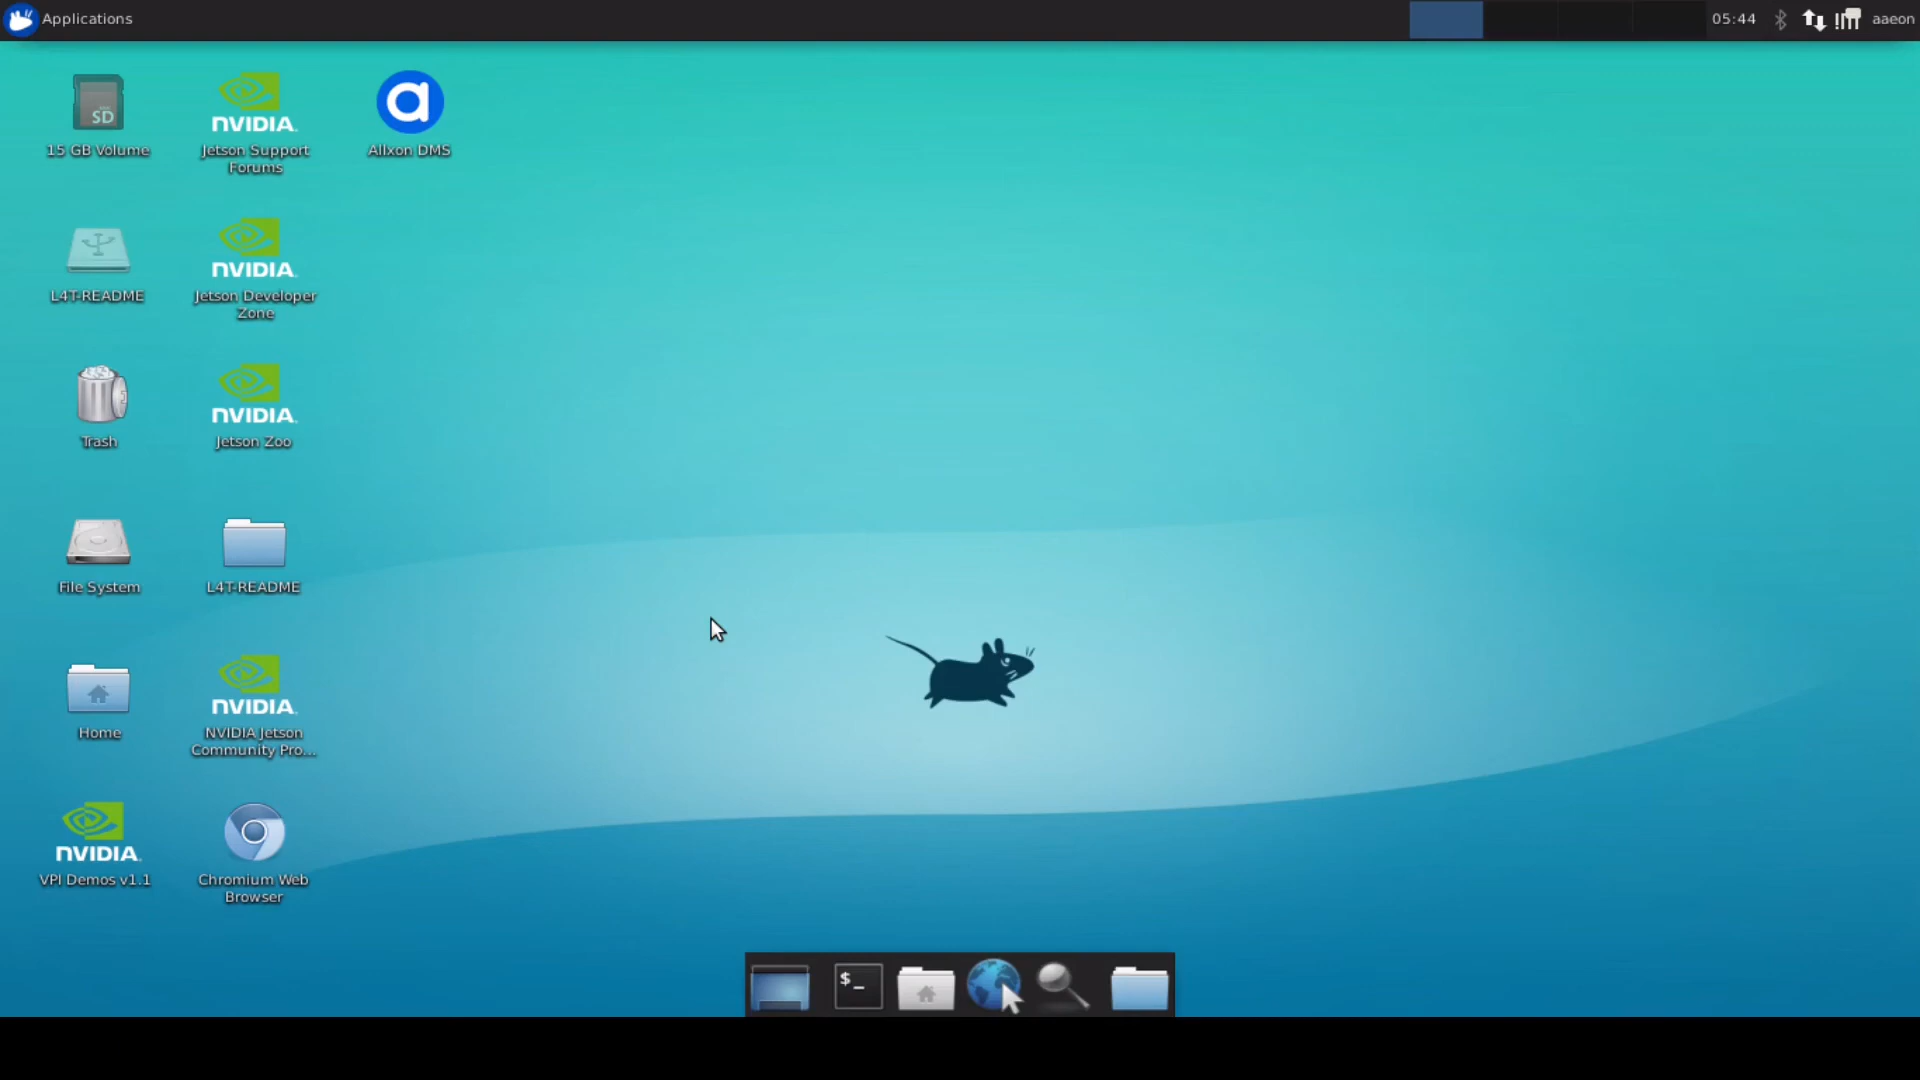 Applications
05:44
aaeon
SD
15 GB Volume
NVIDIA.
Jetson Support
Forums
a
Allxon DMS
L4T-README
NVIDIA.
Jetson Developer
Zone
Trash
NVIDIA.
Jetson Zoo
File System
L4T-README
Home
NVIDIA.
NVIDIA Jetson
Community Pro...
NVIDIA.
VPI Demos v1.1
Chromium Web
Browser
$_